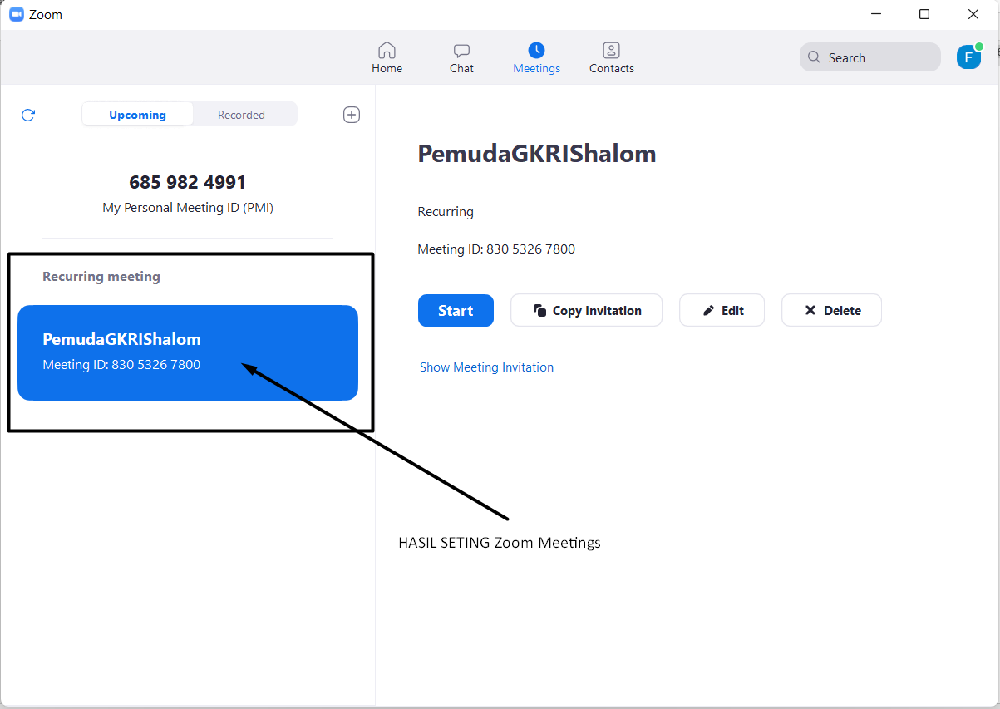 Zoom
Home
Chat
Meetings
Contacts
Search
F
Upcoming
Recorded
685 982 4991
My Personal Meeting ID (PMI)
Recurring meeting
PemudaGKRIShalom
Meeting ID: 830 5326 7800
PemudaGKRIShalom
Recurring
Meeting ID: 830 5326 7800
Start
Copy Invitation
Edit
Delete
Show Meeting Invitation
HASIL SETING Zoom Meetings